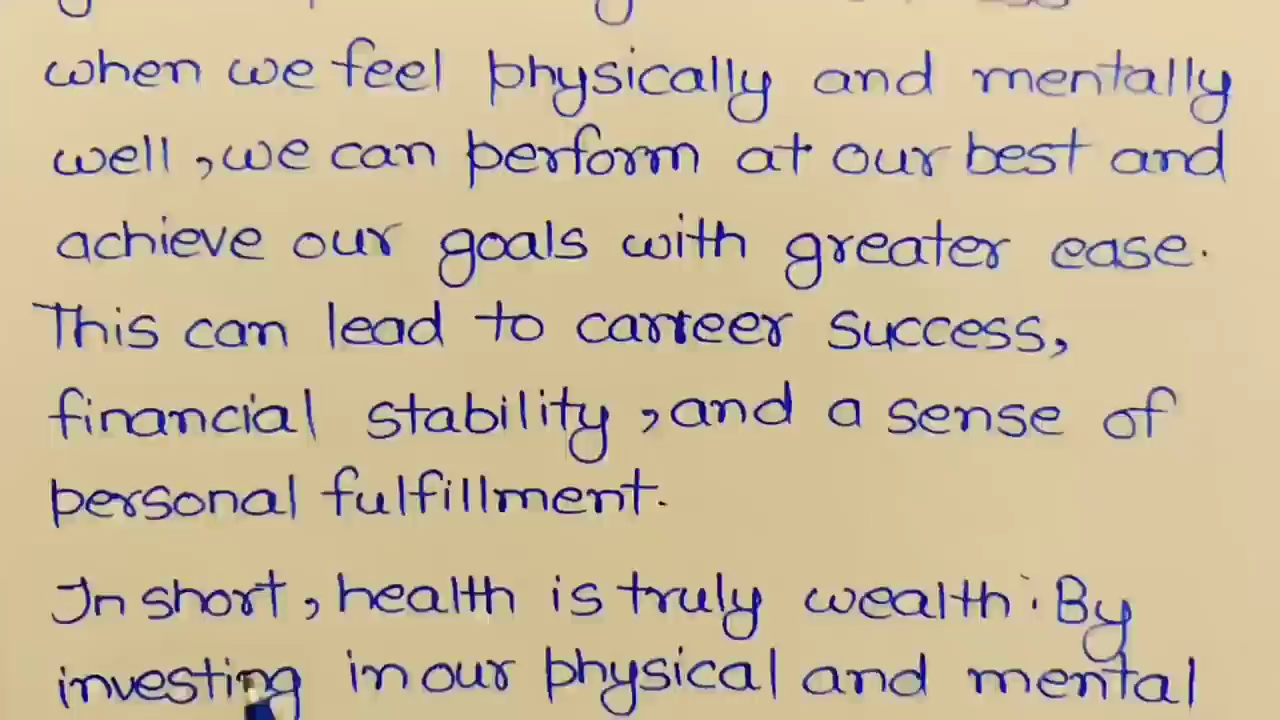 when we feel physically and mentally
well, we can perform at our best and
achieve our goals with greater ease.
This can lead to carreer success,
financial stability, and a sense of
personal fulfillment.
In short, health is truly wealth. By
investing in our physical and mental